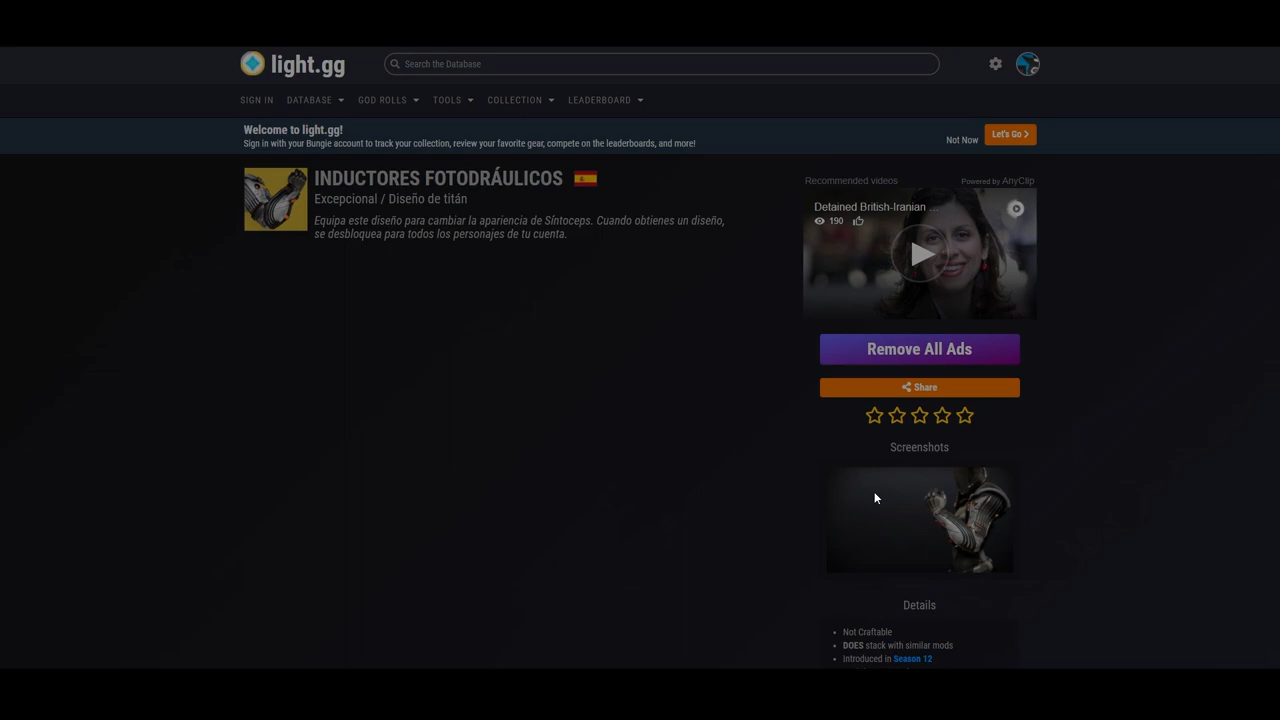 light.gg
Search the Database
SIGN IN DATABASE GOD ROLLS TOOLS COLLECTION LEADERBOARD
Welcome to light.gg!
Sign in with your Bungie account to track your collection, review your favorite gear, compete on the leaderboards, and more!
Not Now
Let's Go
INDUCTORES FOTODRÁULICOS
Excepcional / Diseño de titán
Equipa este diseño para cambiar la apariencia de Síntoceps. Cuando obtienes un diseño,
se desbloquea para todos los personajes de tu cuenta.
Recommended videos
Powered by AnyClip
Detained British-Iranian ...
190
Remove All Ads
Share
Screenshots
Details
Not Craftable
DOES stack with similar mods
Introduced in Season 12